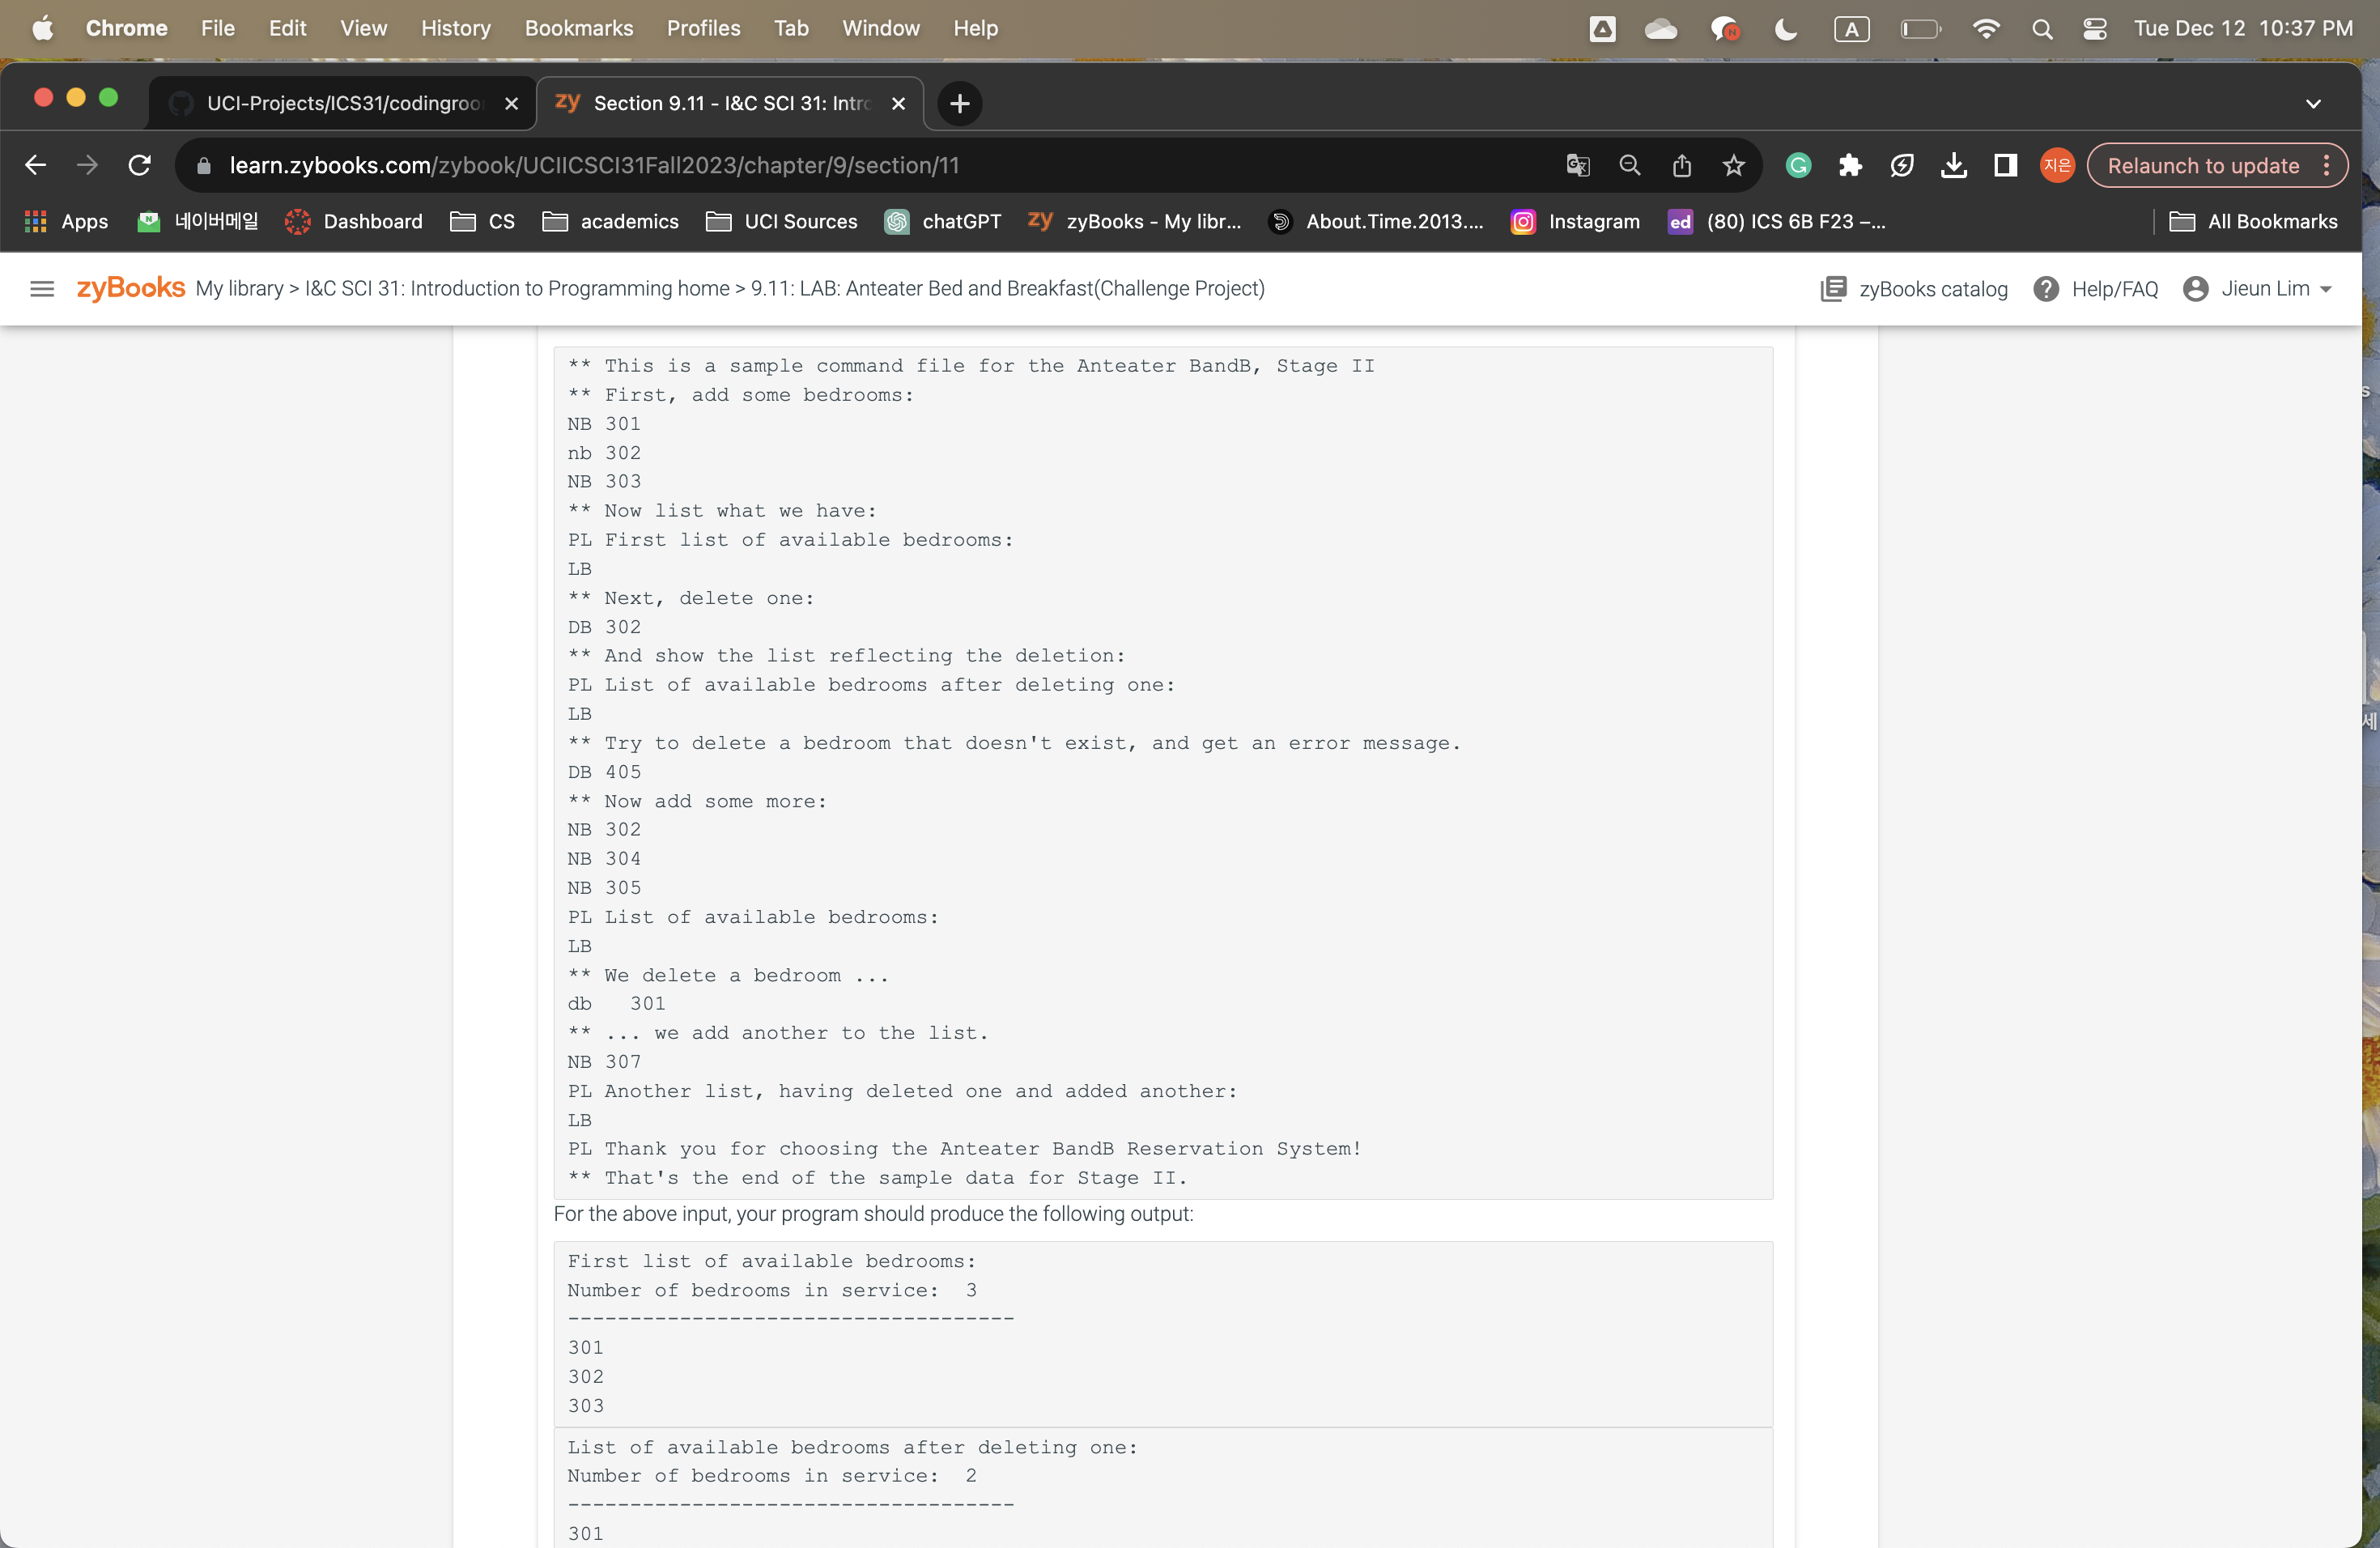 Chrome File Edit View History Bookmarks Profiles Tab Window Help A Tue Dec 12 10:37 PM
UCI-Projects/ICS31/codingroo zy Section 9.11 - I&C SCI 31: Intro
learn.zybooks.com/zybook/UCIICSCI31Fall2023/chapter/9/section/11 G 지은 Relaunch to update
Apps 네이버메일 Dashboard CS academics UCI Sources chatGPT zy zyBooks - My libr... About.Time.2013.... Instagram ed (80) ICS 6B F23 –... All Bookmarks
zyBooks My library > I&C SCI 31: Introduction to Programming home > 9.11: LAB: Anteater Bed and Breakfast(Challenge Project) zyBooks catalog Help/FAQ Jieun Lim
** This is a sample command file for the Anteater BandB, Stage II
** First, add some bedrooms:
NB 301
nb 302
NB 303
** Now list what we have:
PL First list of available bedrooms:
LB
** Next, delete one:
DB 302
** And show the list reflecting the deletion:
PL List of available bedrooms after deleting one:
LB
** Try to delete a bedroom that doesn't exist, and get an error message.
DB 405
** Now add some more:
NB 302
NB 304
NB 305
PL List of available bedrooms:
LB
** We delete a bedroom ...
db   301
** ... we add another to the list.
NB 307
PL Another list, having deleted one and added another:
LB
PL Thank you for choosing the Anteater BandB Reservation System!
** That's the end of the sample data for Stage II.
For the above input, your program should produce the following output:
First list of available bedrooms:
Number of bedrooms in service:  3
------------------------------------
301
302
303
List of available bedrooms after deleting one:
Number of bedrooms in service:  2
------------------------------------
301